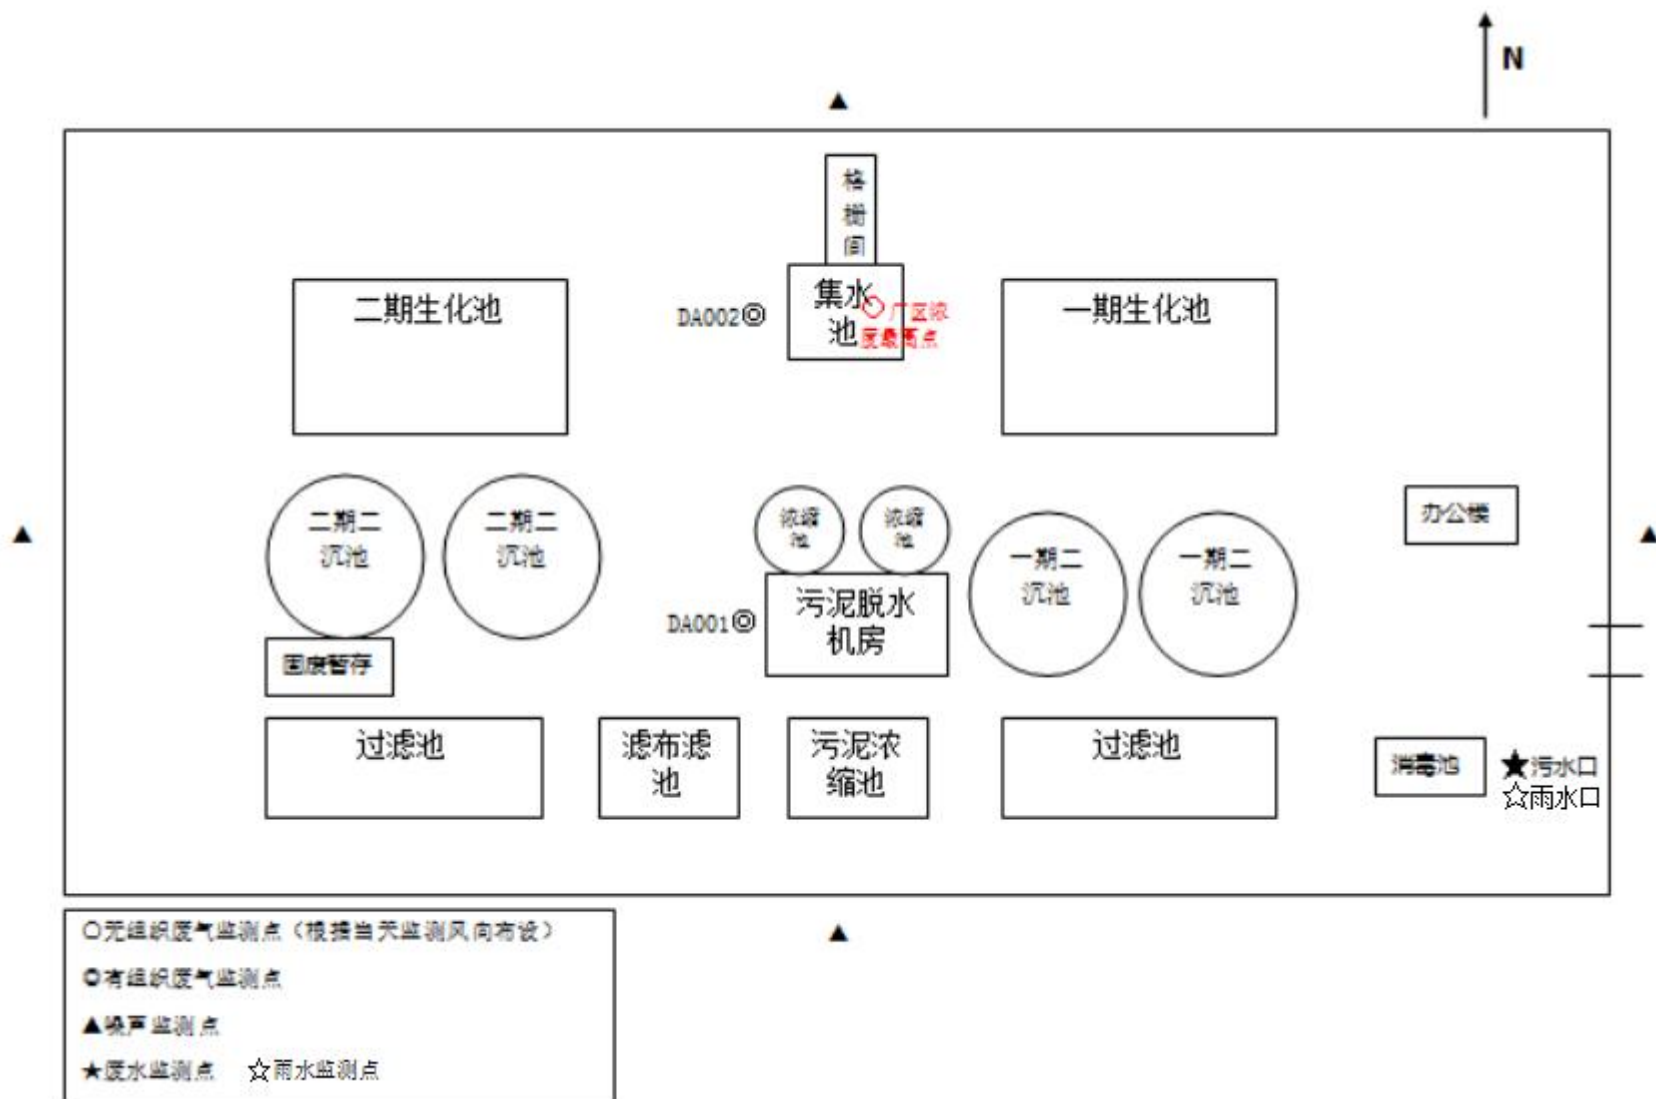 N
▲
格
栅
间
二期生化池
DA002◎
集水
池
○厂区浓
度最高点
一期生化池
二期二
沉池
二期二
沉池
浓缩
池
浓缩
池
一期二
沉池
一期二
沉池
办公楼
▲
▲
DA001◎
污泥脱水
机房
固废暂存
过滤池
滤布滤
池
污泥浓
缩池
过滤池
消毒池
★污水口
☆雨水口
▲
○无组织废气监测点（根据当天监测风向布设）
◎有组织废气监测点
▲噪声监测点
★废水监测点 ☆雨水监测点